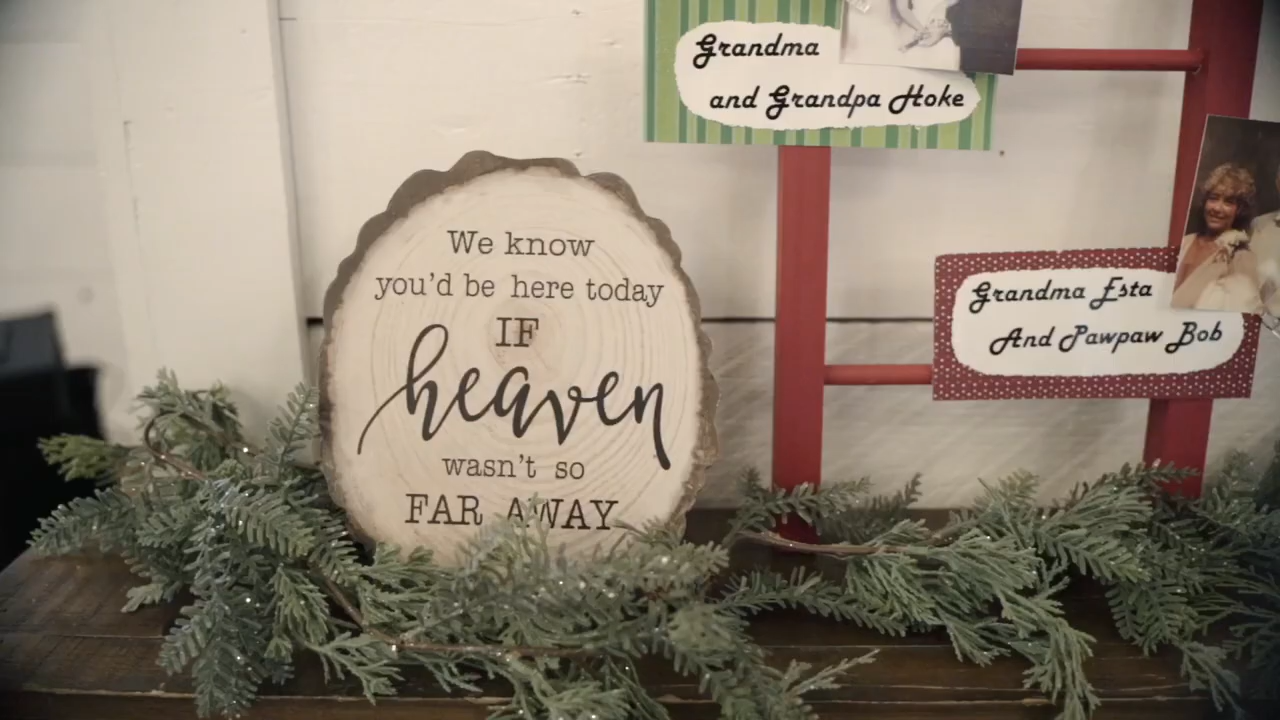 We know
you'd be here today
IF
heaven
wasn't so
FAR AWAY
Grandma
and Grandpa Hoke
Grandma Esta
And Pawpaw Bob